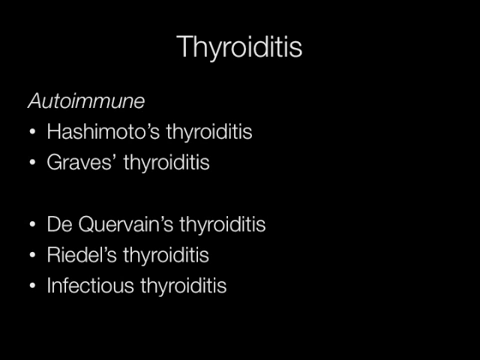 Thyroiditis
Autoimmune
• Hashimoto’s thyroiditis
• Graves’ thyroiditis
• De Quervain’s thyroiditis
• Riedel’s thyroiditis
• Infectious thyroiditis